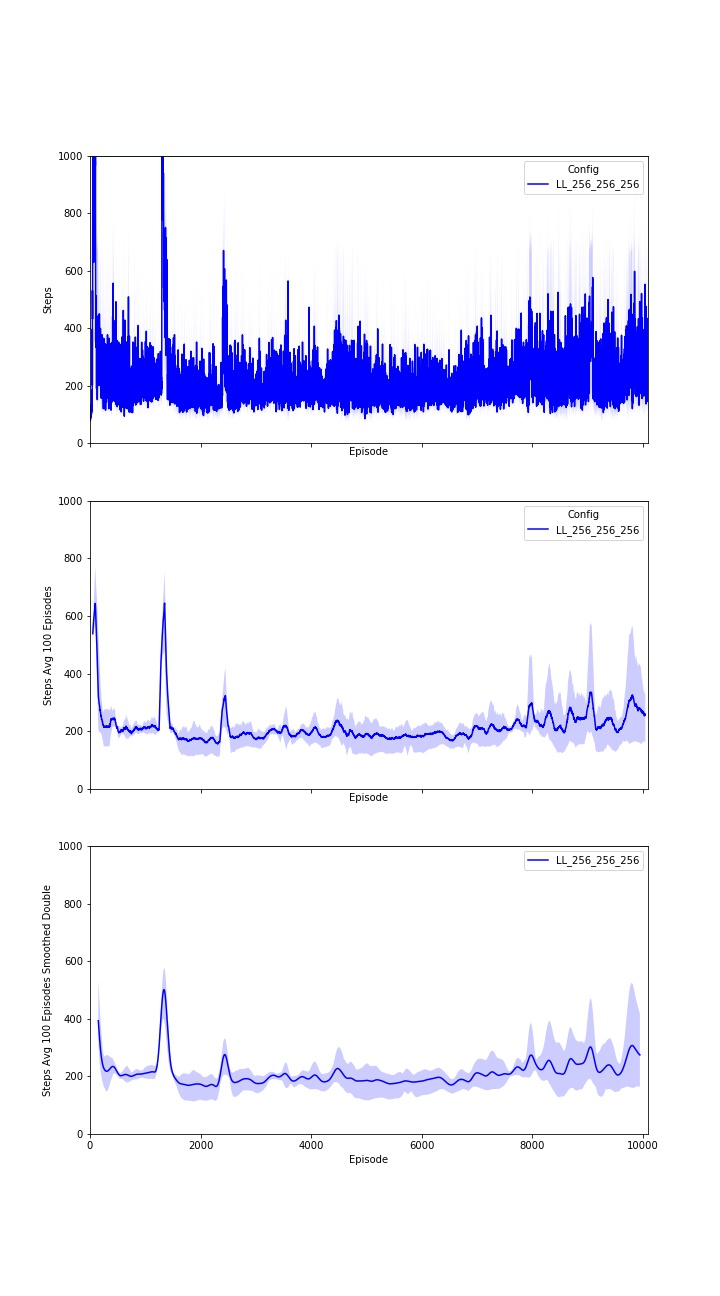 1000
800
600
400
200
0
Steps
Config
LL_256_256_256
Episode
1000
800
600
400
200
0
Steps Avg 100 Episodes
Config
LL_256_256_256
Episode
1000
800
600
400
200
0
Steps Avg 100 Episodes Smoothed Double
LL_256_256_256
0 2000 4000 6000 8000 10000
Episode